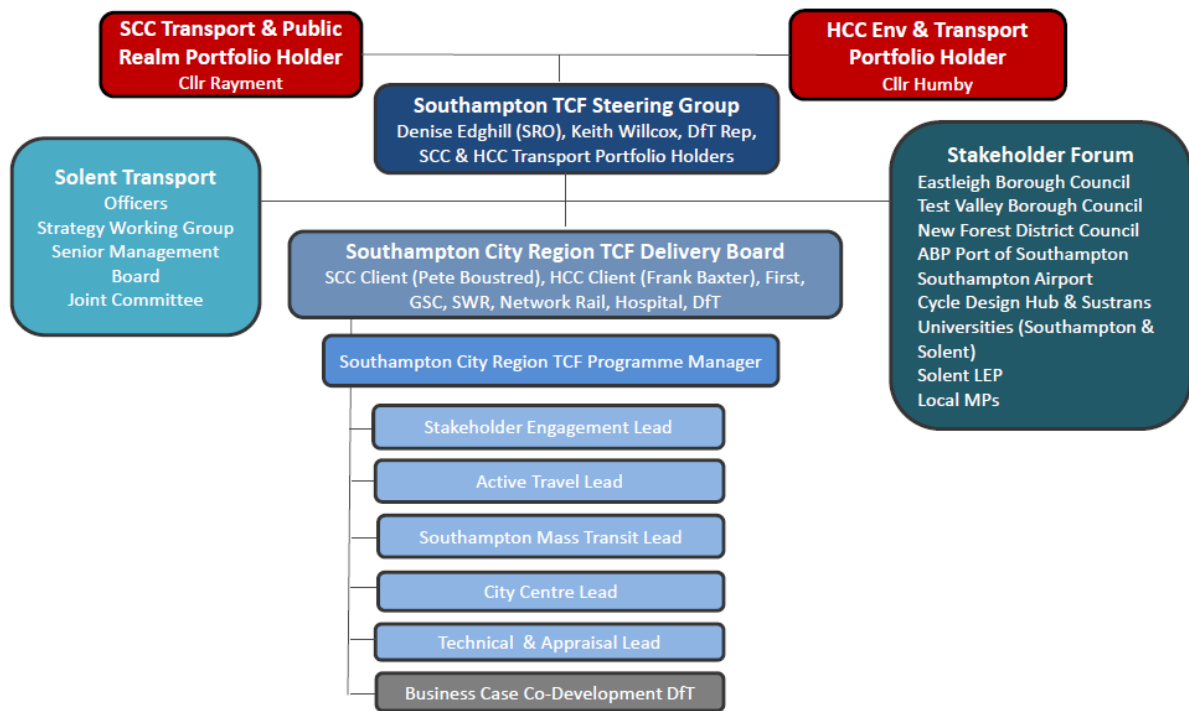 SCC Transport & Public
Realm Portfolio Holder
Cllr Rayment
HCC Env & Transport
Portfolio Holder
Cllr Humby
Southampton TCF Steering Group
Denise Edghill (SRO), Keith Willcox, DfT Rep,
SCC & HCC Transport Portfolio Holders
Solent Transport
Officers
Strategy Working Group
Senior Management
Board
Joint Committee
Stakeholder Forum
Eastleigh Borough Council
Test Valley Borough Council
New Forest District Council
ABP Port of Southampton
Southampton Airport
Cycle Design Hub & Sustrans
Universities (Southampton &
Solent)
Solent LEP
Local MPs
Southampton City Region TCF Delivery Board
SCC Client (Pete Boustred), HCC Client (Frank Baxter), First,
GSC, SWR, Network Rail, Hospital, DfT
Southampton City Region TCF Programme Manager
Stakeholder Engagement Lead
Active Travel Lead
Southampton Mass Transit Lead
City Centre Lead
Technical & Appraisal Lead
Business Case Co-Development DfT